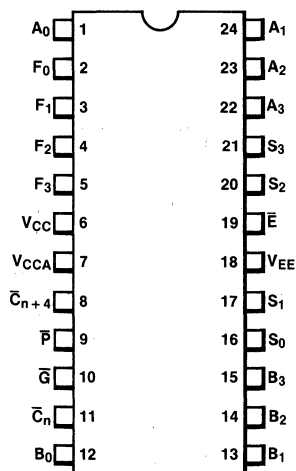 A0 1 24 A1
F0 2 23 A2
F1 3 22 A3
F2 4 21 S3
F3 5 20 S2
VCC 6 19 E̅
VCCA 7 18 VEE
C̅n+4 8 17 S1
P̅ 9 16 S0
G̅ 10 15 B3
C̅n 11 14 B2
B0 12 13 B1